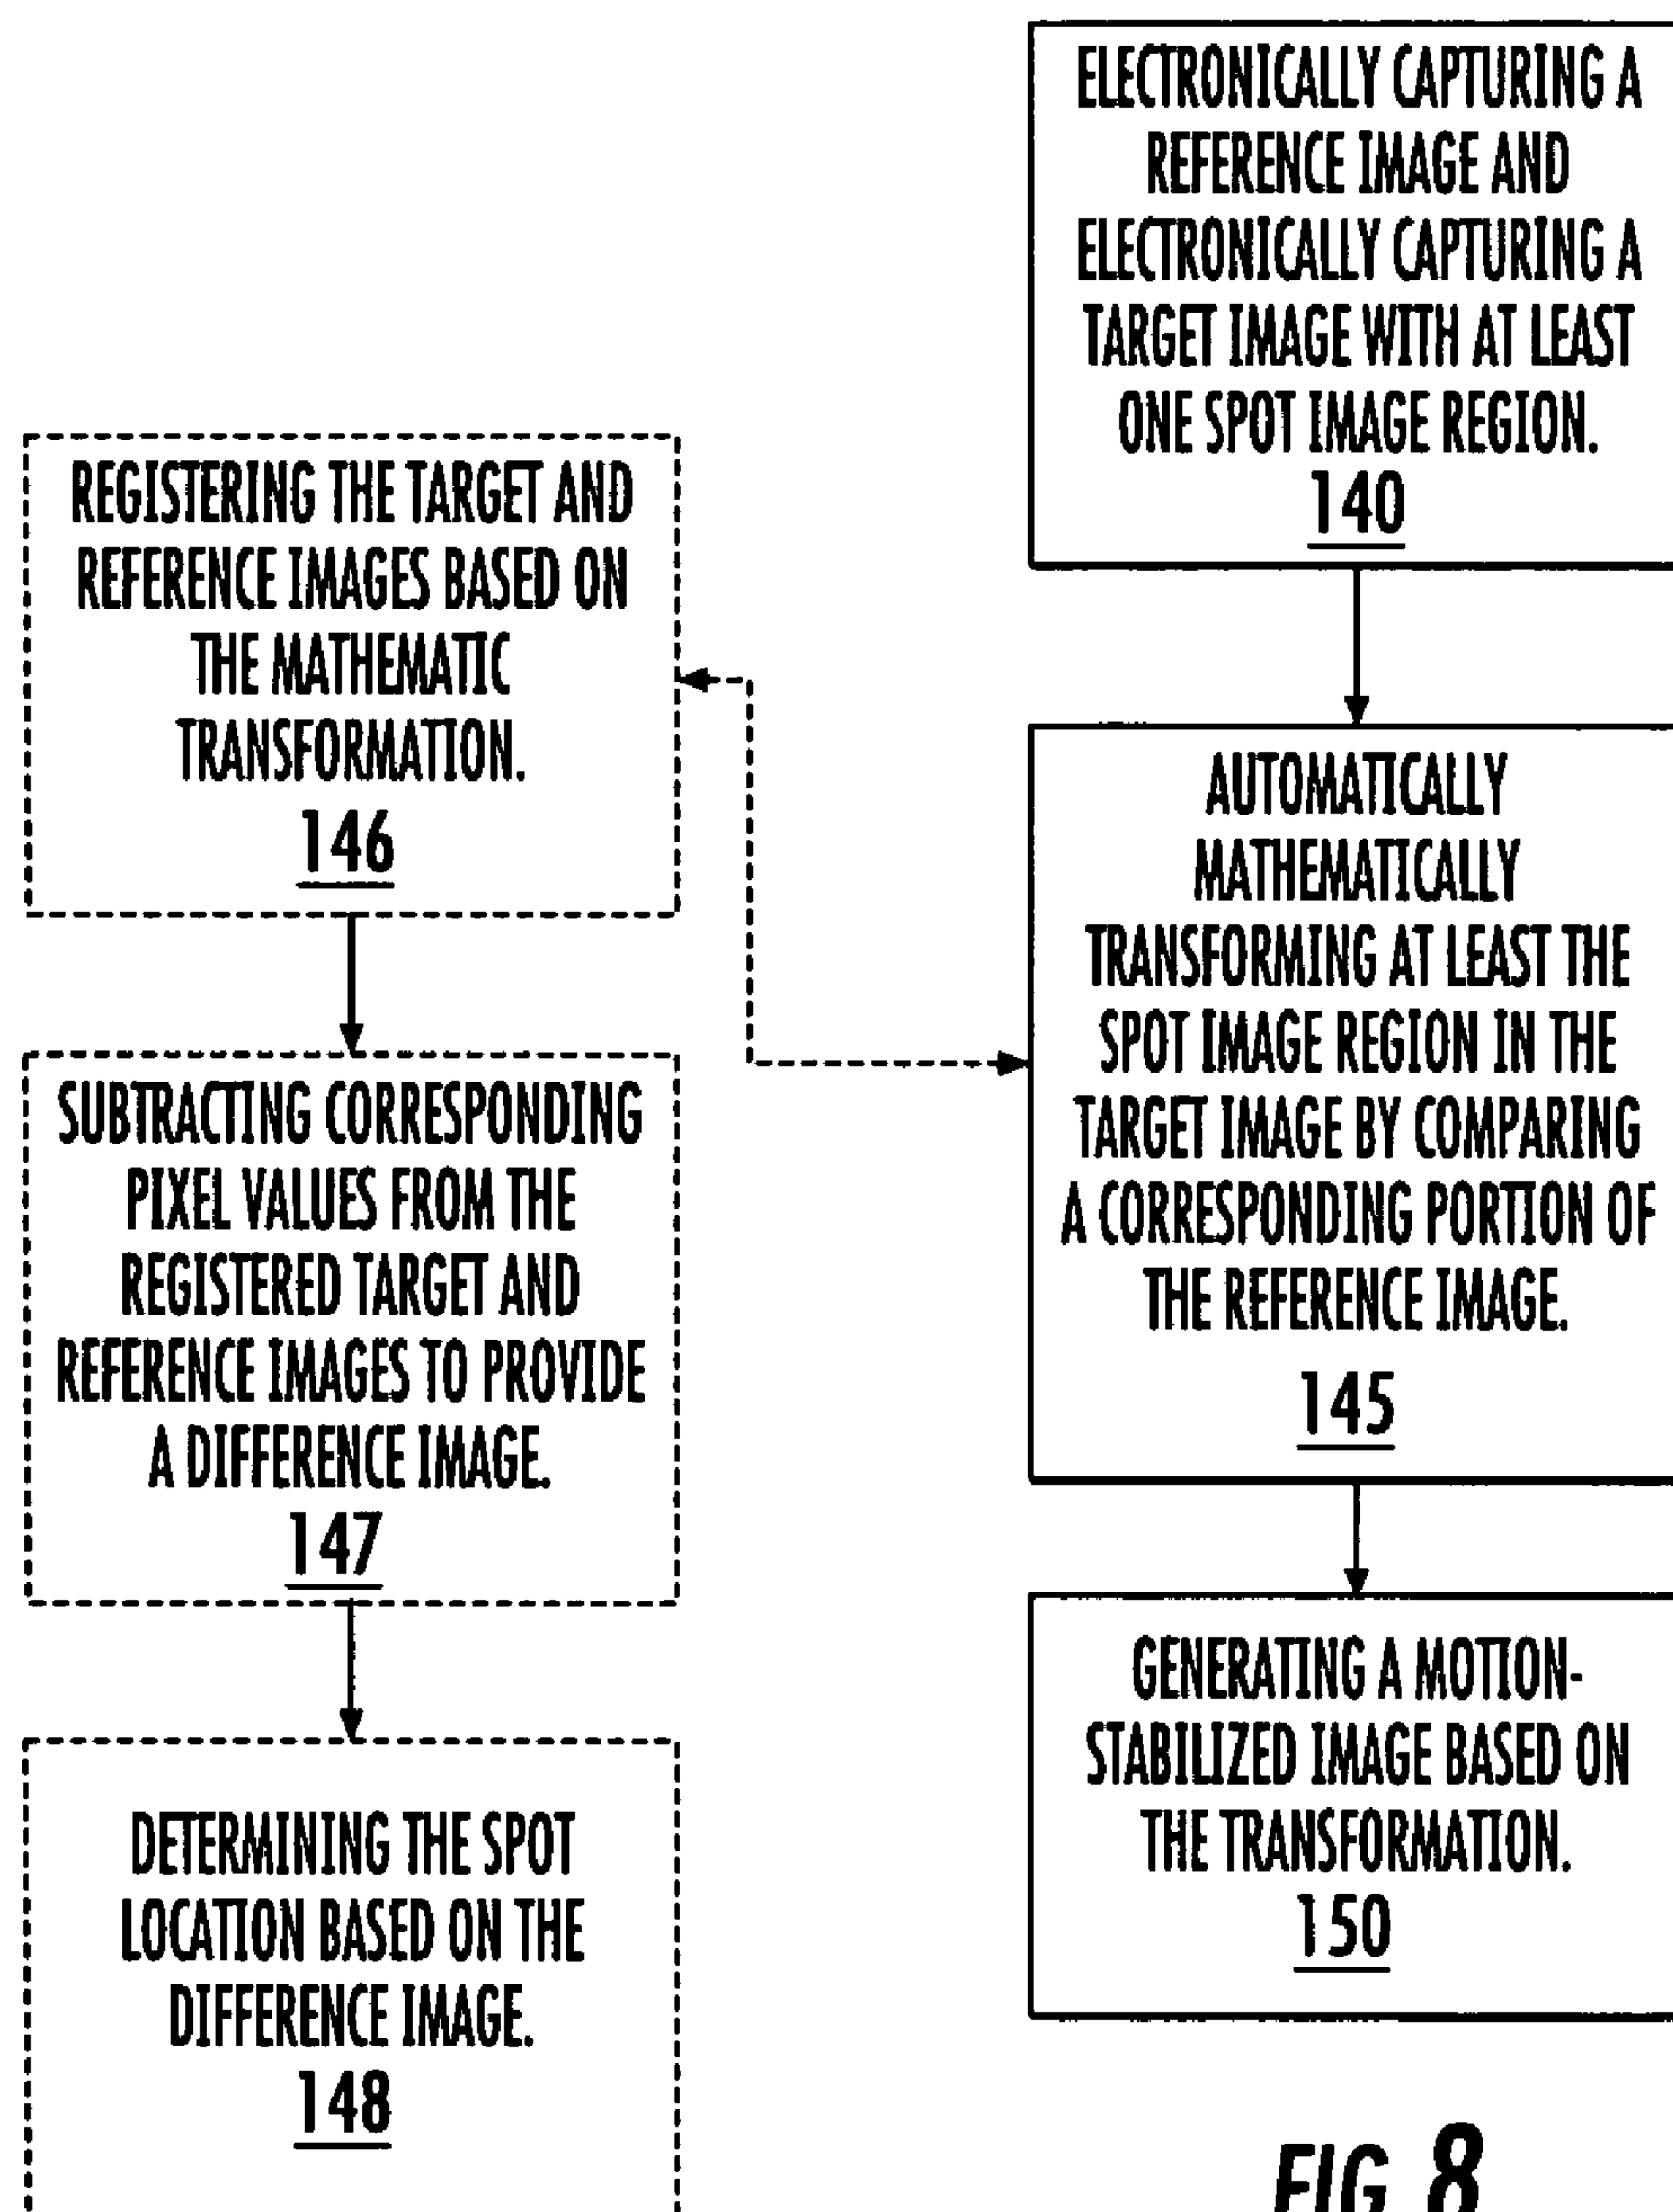 ELECTRONICALLY CAPTURING A
REFERENCE IMAGE AND
ELECTRONICALLY CAPTURING A
TARGET IMAGE WITH AT LEAST
ONE SPOT IMAGE REGION.
140
AUTOMATICALLY
MATHEMATICALLY
TRANSFORMING AT LEAST THE
SPOT IMAGE REGION IN THE
TARGET IMAGE BY COMPARING
A CORRESPONDING PORTION OF
THE REFERENCE IMAGE.
145
GENERATING A MOTION-
STABILIZED IMAGE BASED ON
THE TRANSFORMATION.
150
REGISTERING THE TARGET AND
REFERENCE IMAGES BASED ON
THE MATHEMATIC
TRANSFORMATION.
146
SUBTRACTING CORRESPONDING
PIXEL VALUES FROM THE
REGISTERED TARGET AND
REFERENCE IMAGES TO PROVIDE
A DIFFERENCE IMAGE.
147
DETERMINING THE SPOT
LOCATION BASED ON THE
DIFFERENCE IMAGE.
148
FIG 8